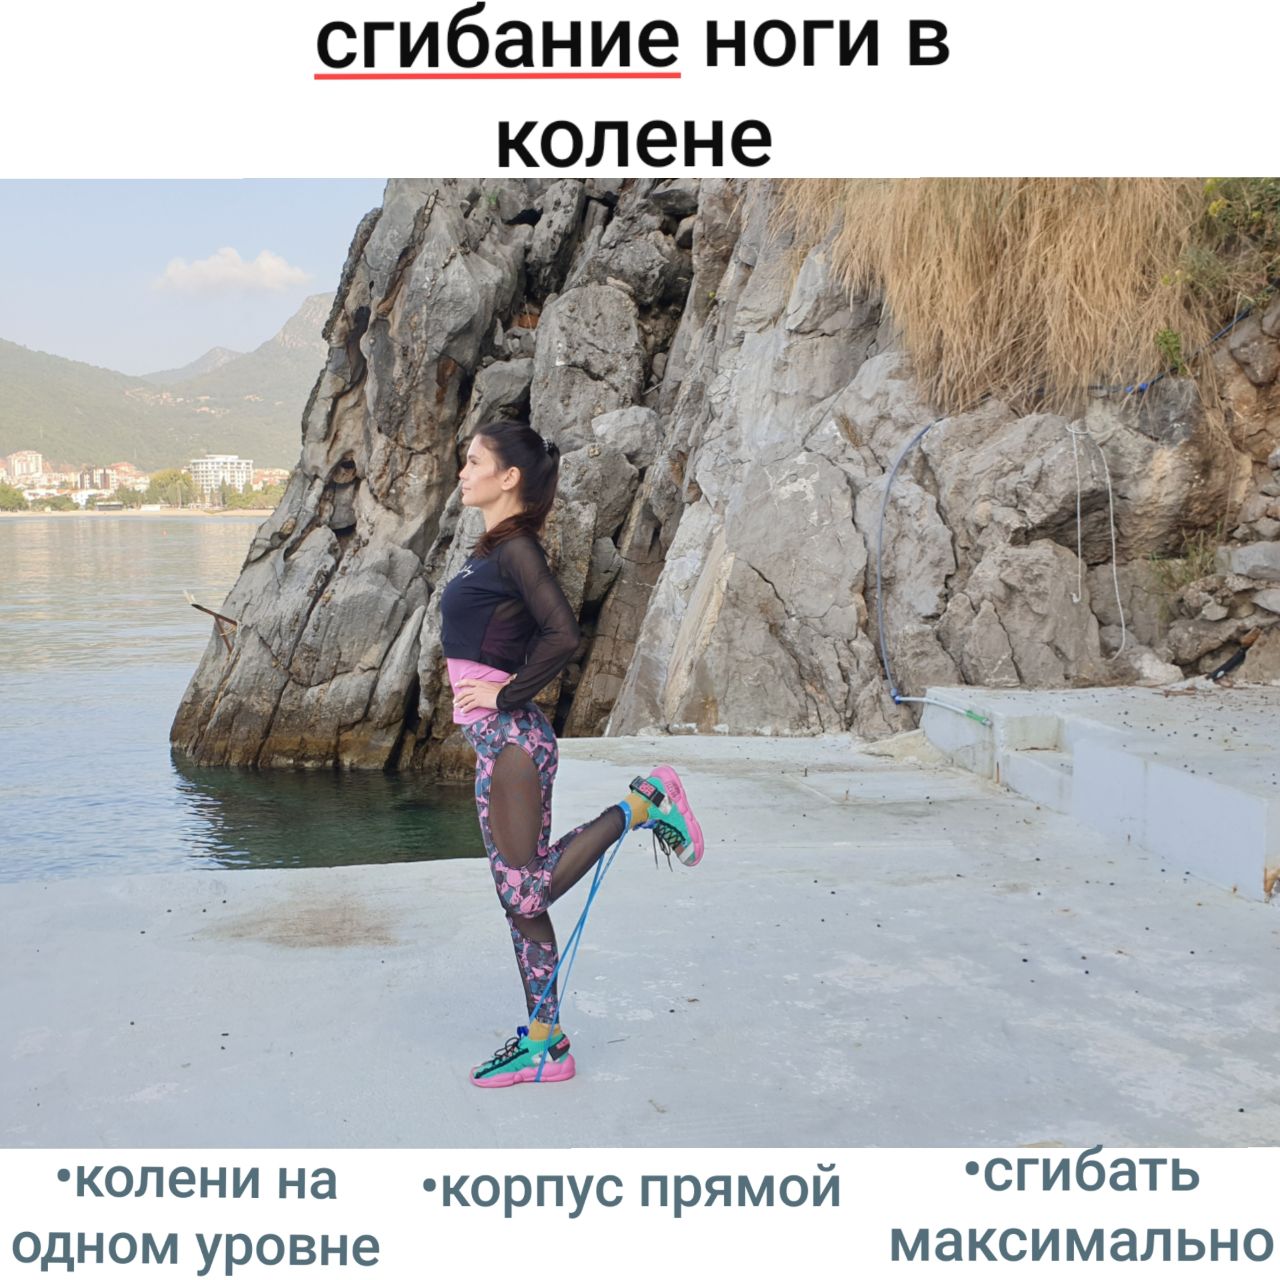 сгибание ноги в
колене
•колени на
одном уровне
•корпус прямой
•сгибать
максимально